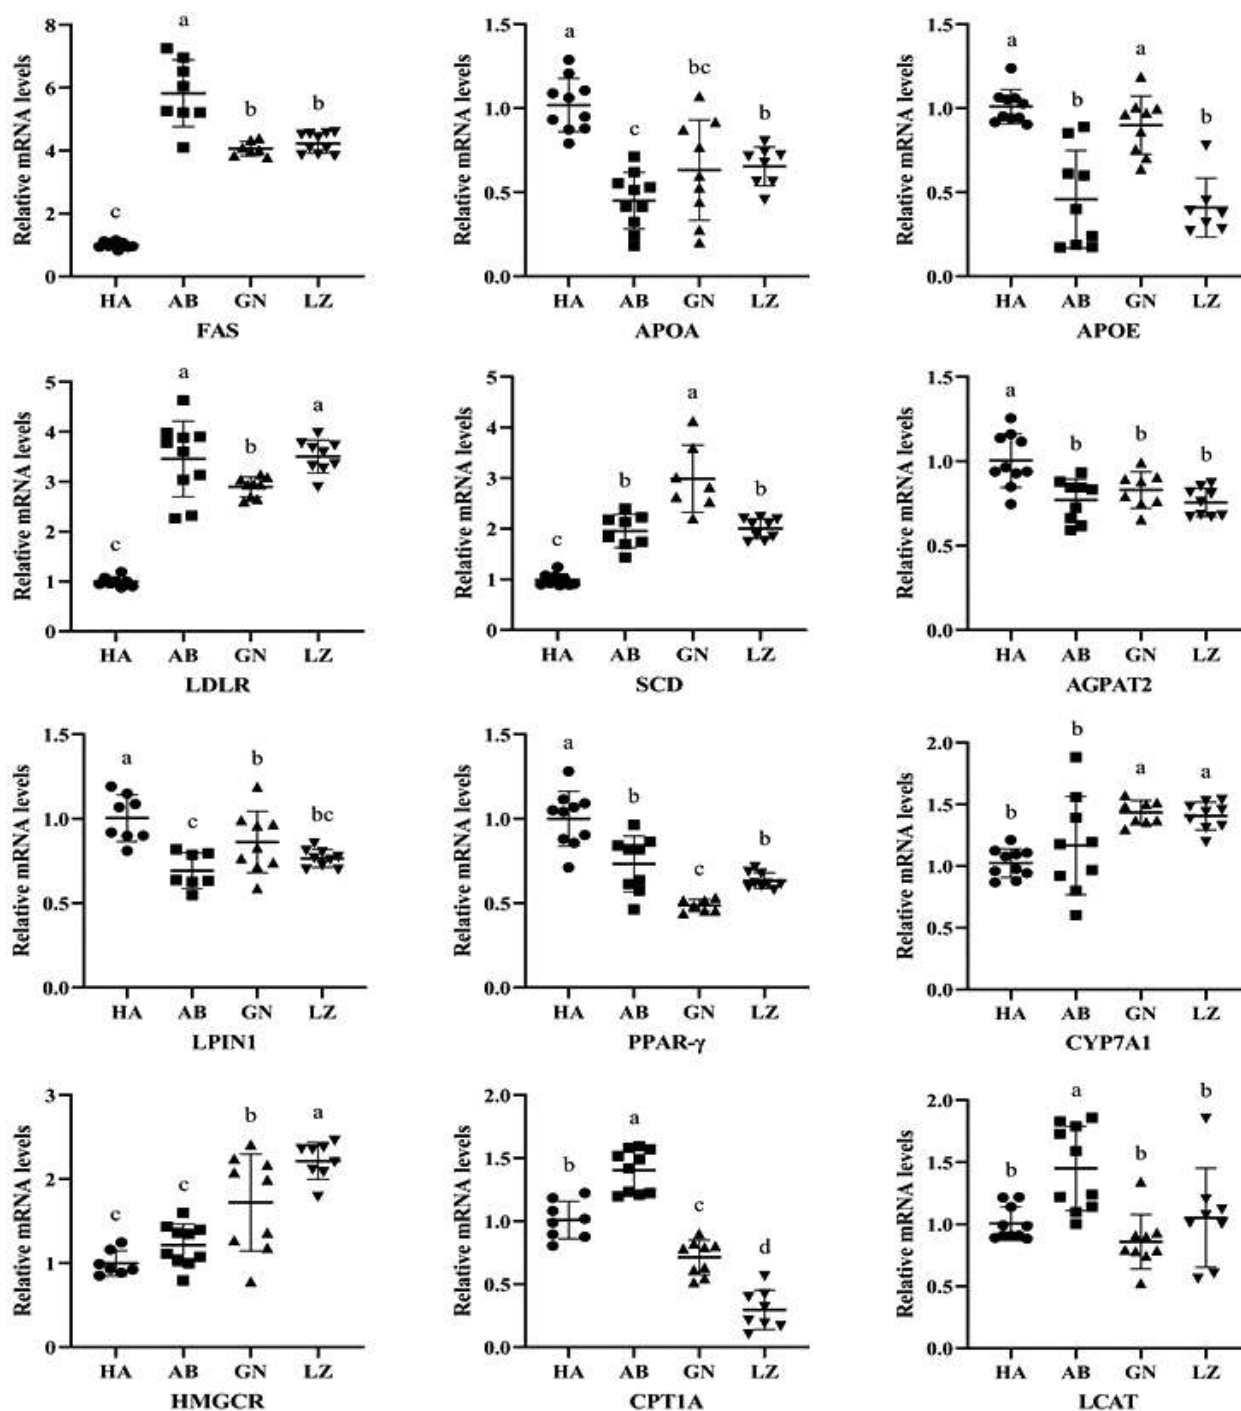 Relative mRNA levels
8
6
4
2
0
c
a
b
b
HA AB GN LZ
FAS
Relative mRNA levels
1.5
1.0
0.5
0.0
a
c
bc
b
HA AB GN LZ
APOA
Relative mRNA levels
1.5
1.0
0.5
0.0
a
b
a
b
HA AB GN LZ
APOE
Relative mRNA levels
5
4
3
2
1
0
c
a
b
a
HA AB GN LZ
LDLR
Relative mRNA levels
5
4
3
2
1
0
c
b
a
b
HA AB GN LZ
SCD
Relative mRNA levels
1.5
1.0
0.5
0.0
a
b
b
b
HA AB GN LZ
AGPAT2
Relative mRNA levels
1.5
1.0
0.5
0.0
a
c
b
bc
HA AB GN LZ
LPIN1
Relative mRNA levels
1.5
1.0
0.5
0.0
a
b
c
b
HA AB GN LZ
PPAR-γ
Relative mRNA levels
2.0
1.5
1.0
0.5
0.0
b
b
a
a
HA AB GN LZ
CYP7A1
Relative mRNA levels
3
2
1
0
c
c
b
a
HA AB GN LZ
HMGCR
Relative mRNA levels
2.0
1.5
1.0
0.5
0.0
b
a
c
d
HA AB GN LZ
CPT1A
Relative mRNA levels
2.0
1.5
1.0
0.5
0.0
b
a
b
b
HA AB GN LZ
LCAT